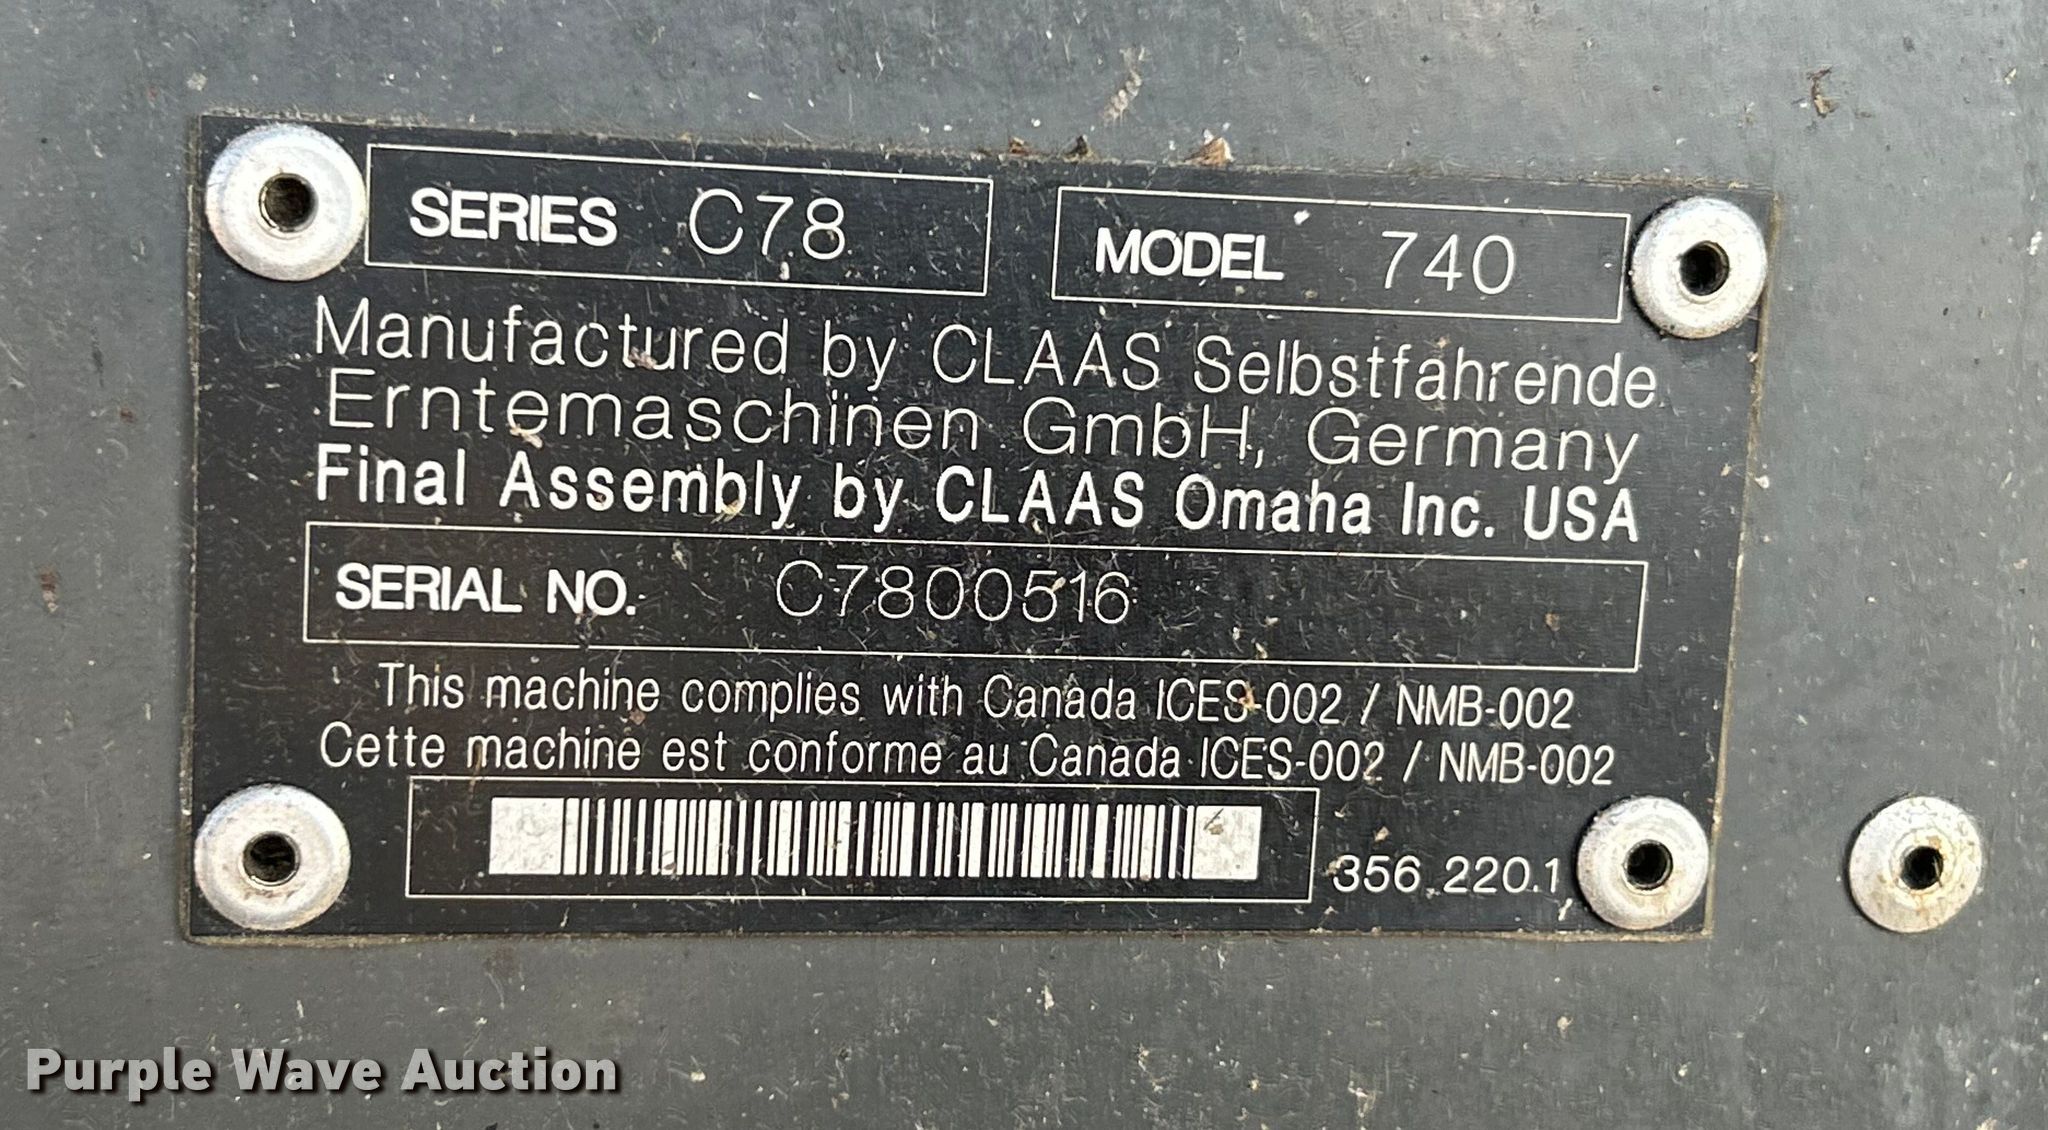 SERIES C78 MODEL 740
Manufactured by CLAAS Selbstfahrende
Erntemaschinen GmbH, Germany
Final Assembly by CLAAS Omaha Inc. USA
SERIAL NO. C7800516
This machine complies with Canada ICES-002 / NMB-002
Cette machine est conforme au Canada ICES-002 / NMB-002
356 220.1
Purple Wave Auction